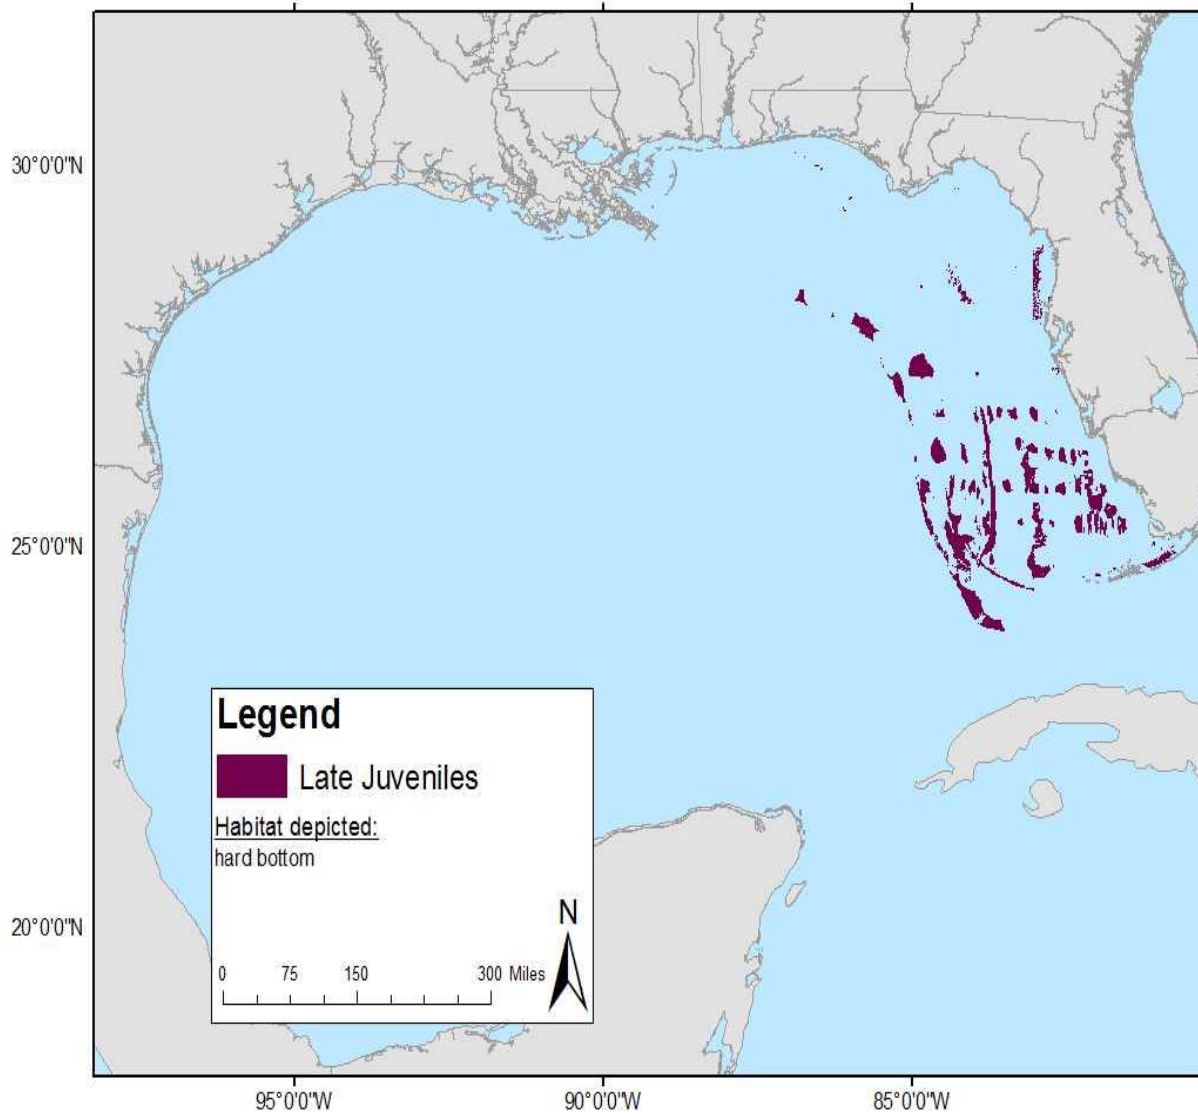 30°0'0"N
25°0'0"N
20°0'0"N
Legend
Late Juveniles
Habitat depicted:
hard bottom
N
0 75 150 300 Miles
95°0'0"W 90°0'0"W 85°0'0"W